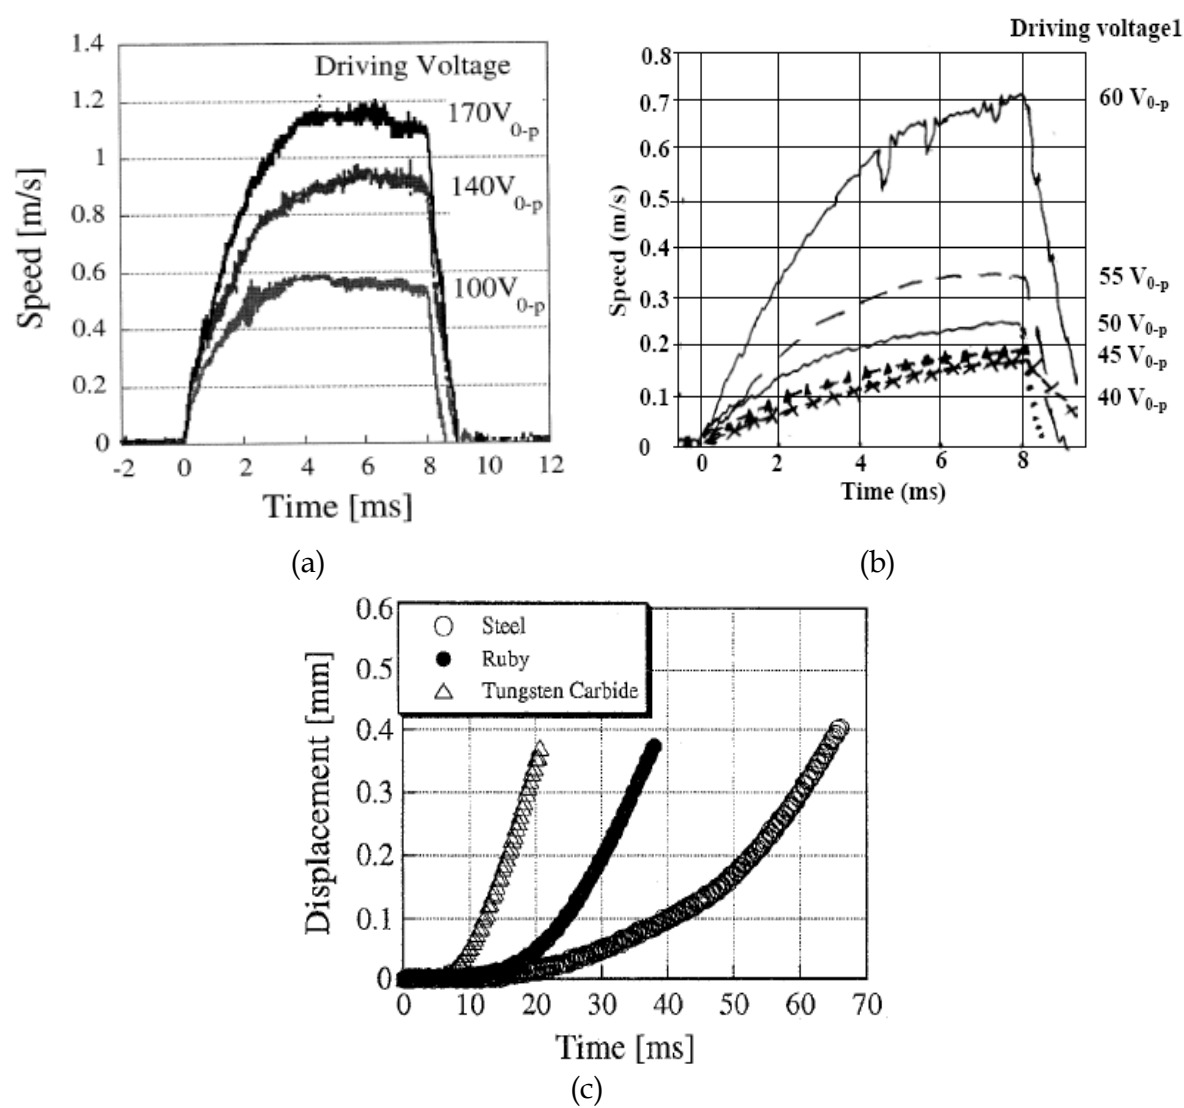 1.4
1.2
1
0.8
0.6
0.4
0.2
0
Speed [m/s]
Driving Voltage
170V0-p
140V0-p
100V0-p
-2 0 2 4 6 8 10 12
Time [ms]
(a)
Driving voltage1
0.8
0.7
0.6
0.5
0.4
0.3
0.2
0.1
0
Speed (m/s)
60 V0-p
55 V0-p
50 V0-p
45 V0-p
40 V0-p
0 2 4 6 8
Time (ms)
(b)
0.6
0.5
0.4
0.3
0.2
0.1
0
Displacement [mm]
Steel
Ruby
Tungsten Carbide
0 10 20 30 40 50 60 70
Time [ms]
(c)